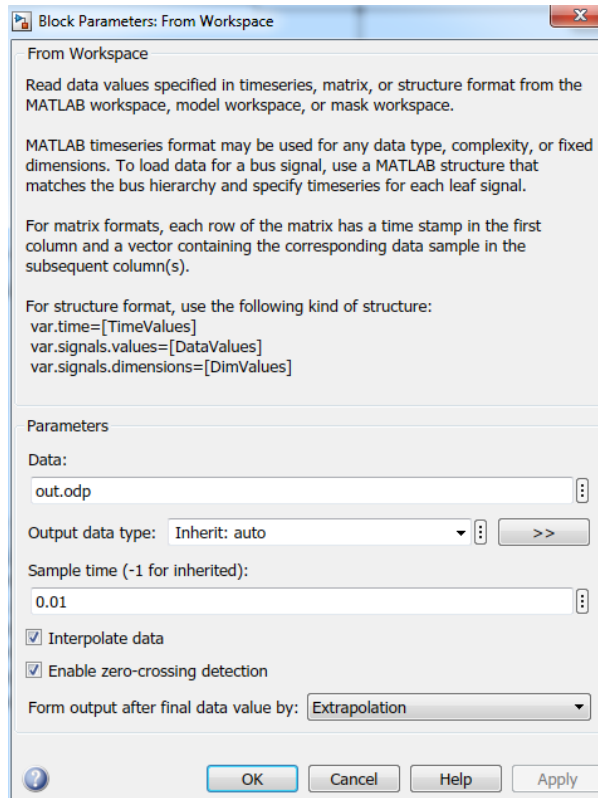 Block Parameters: From Workspace
From Workspace
Read data values specified in timeseries, matrix, or structure format from the
MATLAB workspace, model workspace, or mask workspace.
MATLAB timeseries format may be used for any data type, complexity, or fixed
dimensions. To load data for a bus signal, use a MATLAB structure that
matches the bus hierarchy and specify timeseries for each leaf signal.
For matrix formats, each row of the matrix has a time stamp in the first
column and a vector containing the corresponding data sample in the
subsequent column(s).
For structure format, use the following kind of structure:
var.time=[TimeValues]
var.signals.values=[DataValues]
var.signals.dimensions=[DimValues]
Parameters
Data:
out.odp
Output data type: Inherit: auto >>
Sample time (-1 for inherited):
0.01
Interpolate data
Enable zero-crossing detection
Form output after final data value by: Extrapolation
OK Cancel Help Apply